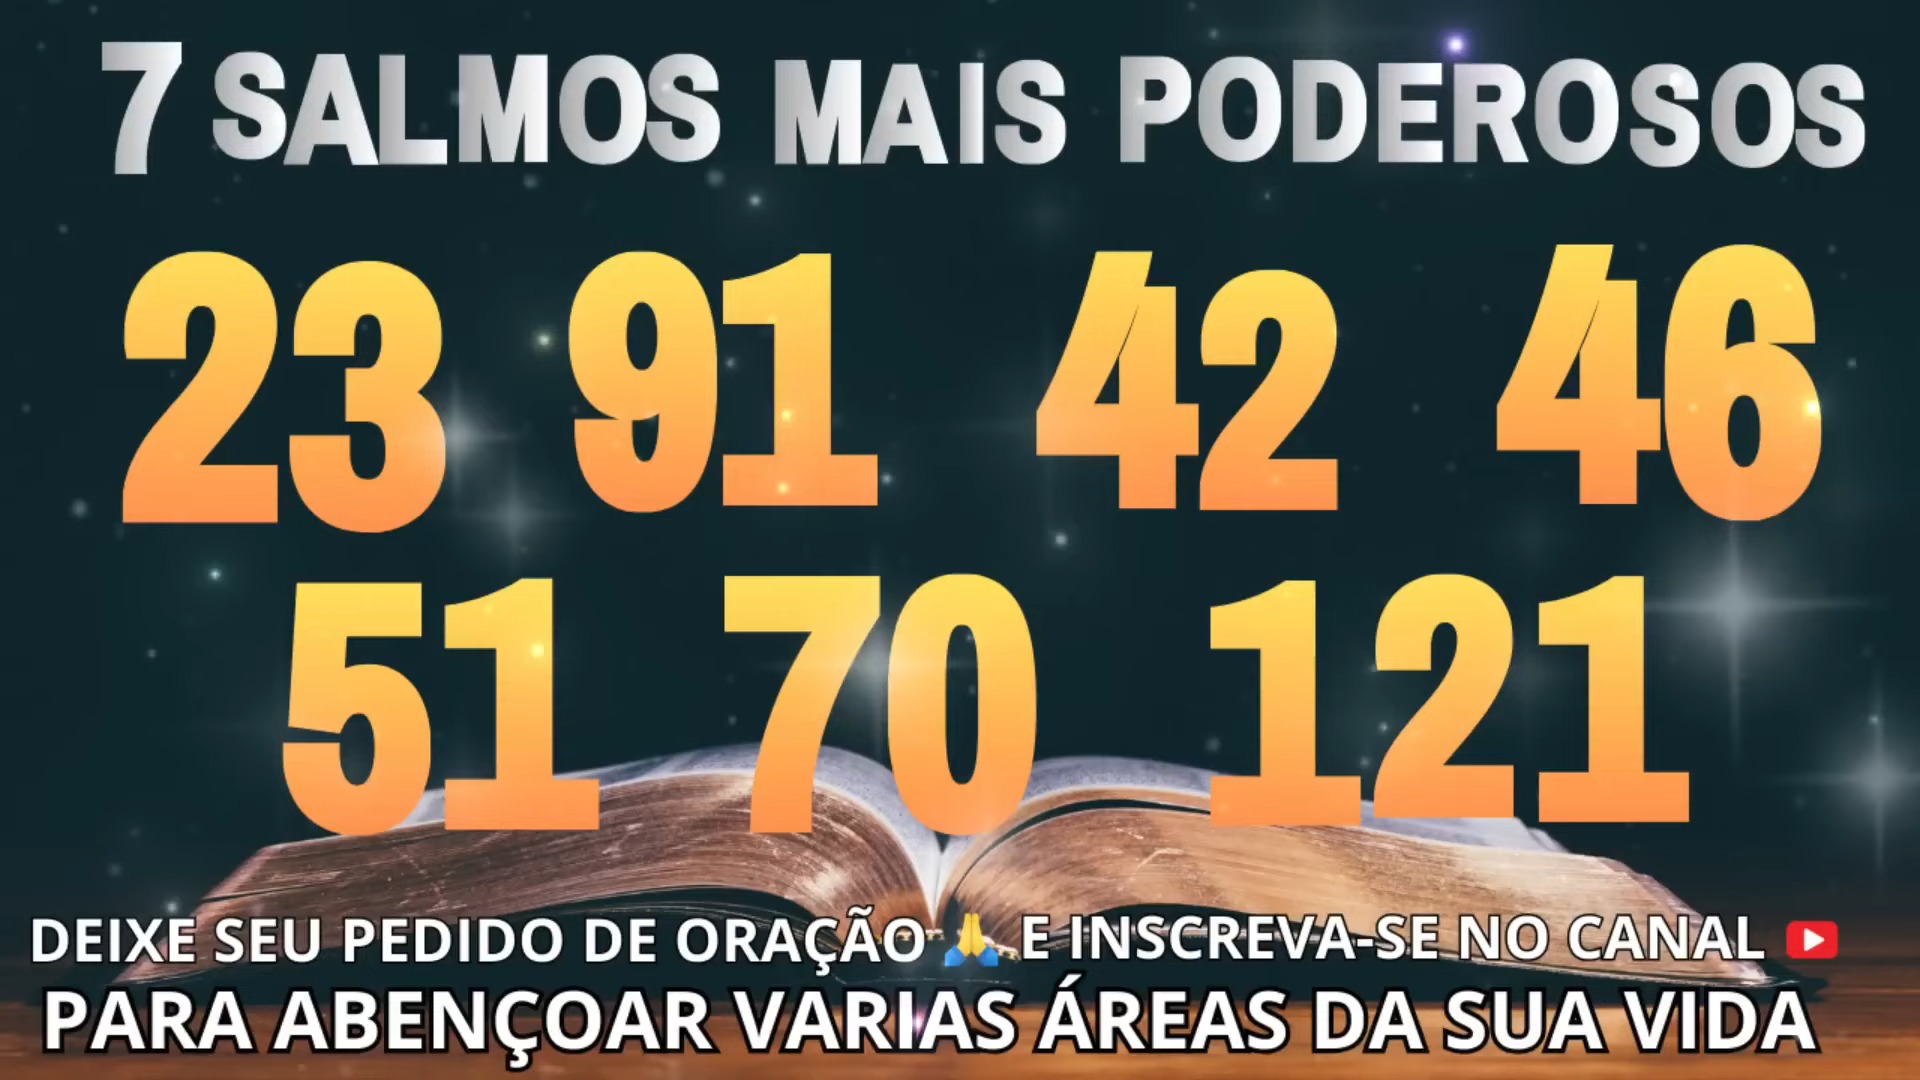 7 SALMOS MAIS PODEROSOS
23 91 42 46
51 70 121
DEIXE SEU PEDIDO DE ORAÇÃO 🙏 E INSCREVA-SE NO CANAL
PARA ABENÇOAR VARIAS ÁREAS DA SUA VIDA